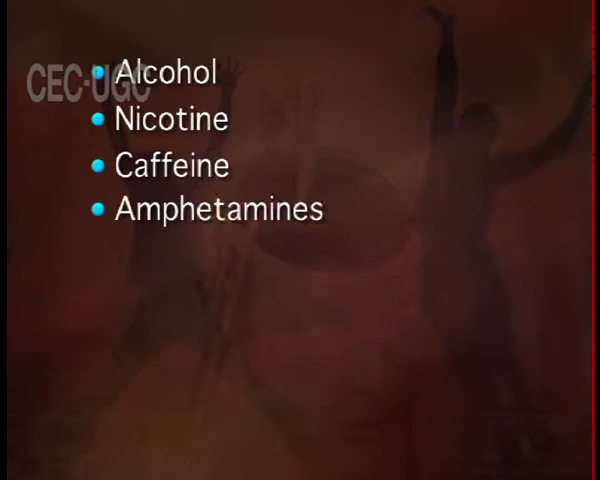 CEC-UGC
Alcohol
Nicotine
Caffeine
Amphetamines